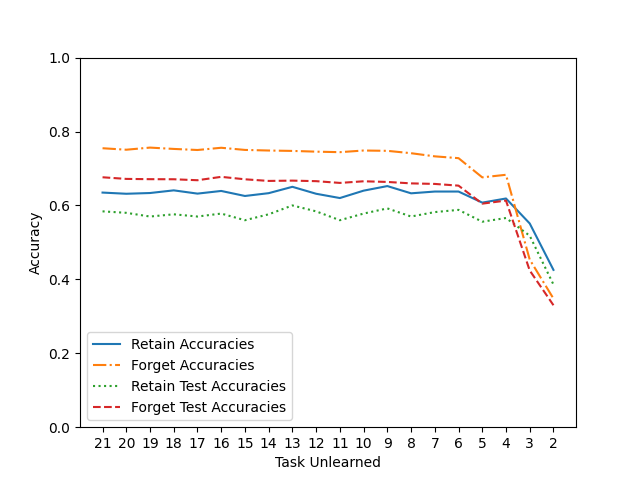 1.0
0.8
0.6
0.4
0.2
0.0
Accuracy
Retain Accuracies
Forget Accuracies
Retain Test Accuracies
Forget Test Accuracies
21 20 19 18 17 16 15 14 13 12 11 10 9 8 7 6 5 4 3 2
Task Unlearned